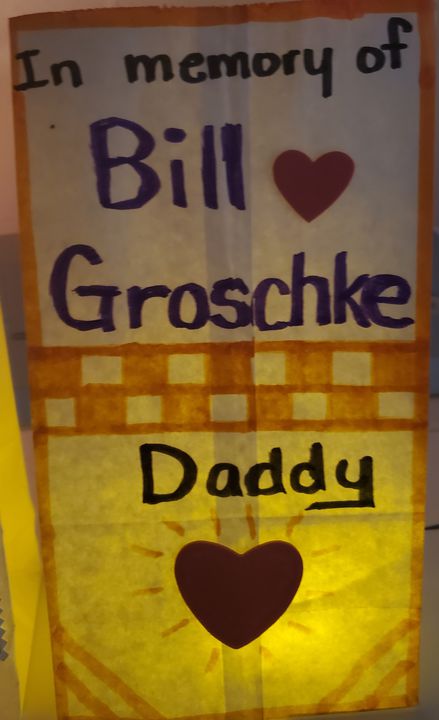 In memory of
Bill
Groschke
Daddy